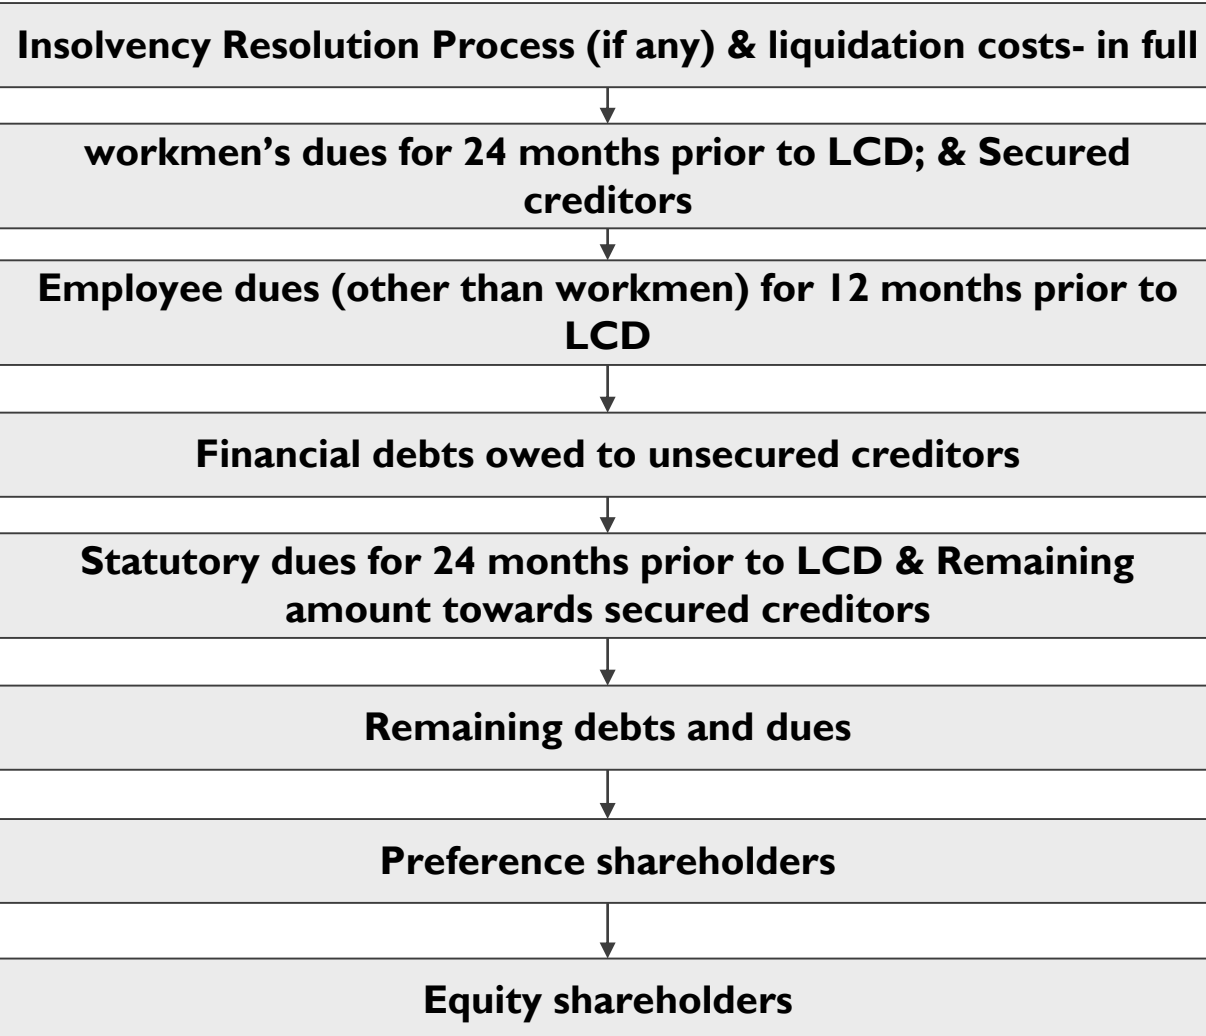 Insolvency Resolution Process (if any) & liquidation costs- in full
workmen’s dues for 24 months prior to LCD; & Secured
creditors
Employee dues (other than workmen) for 12 months prior to
LCD
Financial debts owed to unsecured creditors
Statutory dues for 24 months prior to LCD & Remaining
amount towards secured creditors
Remaining debts and dues
Preference shareholders
Equity shareholders